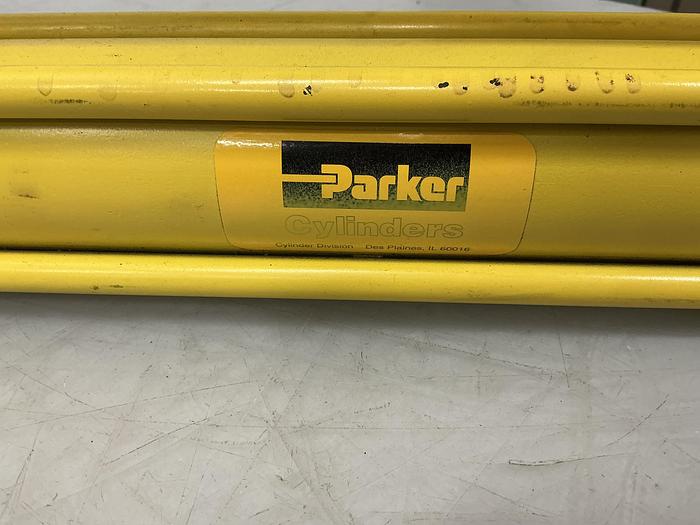 Parker
Cylinders
Cylinder Division Des Plaines, IL 60016